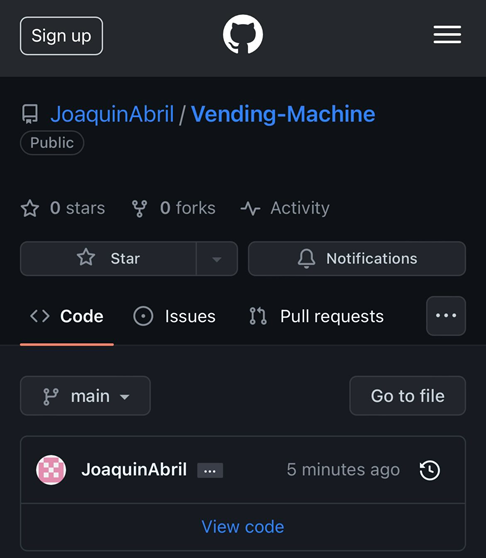 Sign up
JoaquinAbril / Vending-Machine
Public
0 stars 0 forks Activity
Star Notifications
Code Issues Pull requests ...
main Go to file
JoaquinAbril ... 5 minutes ago
View code